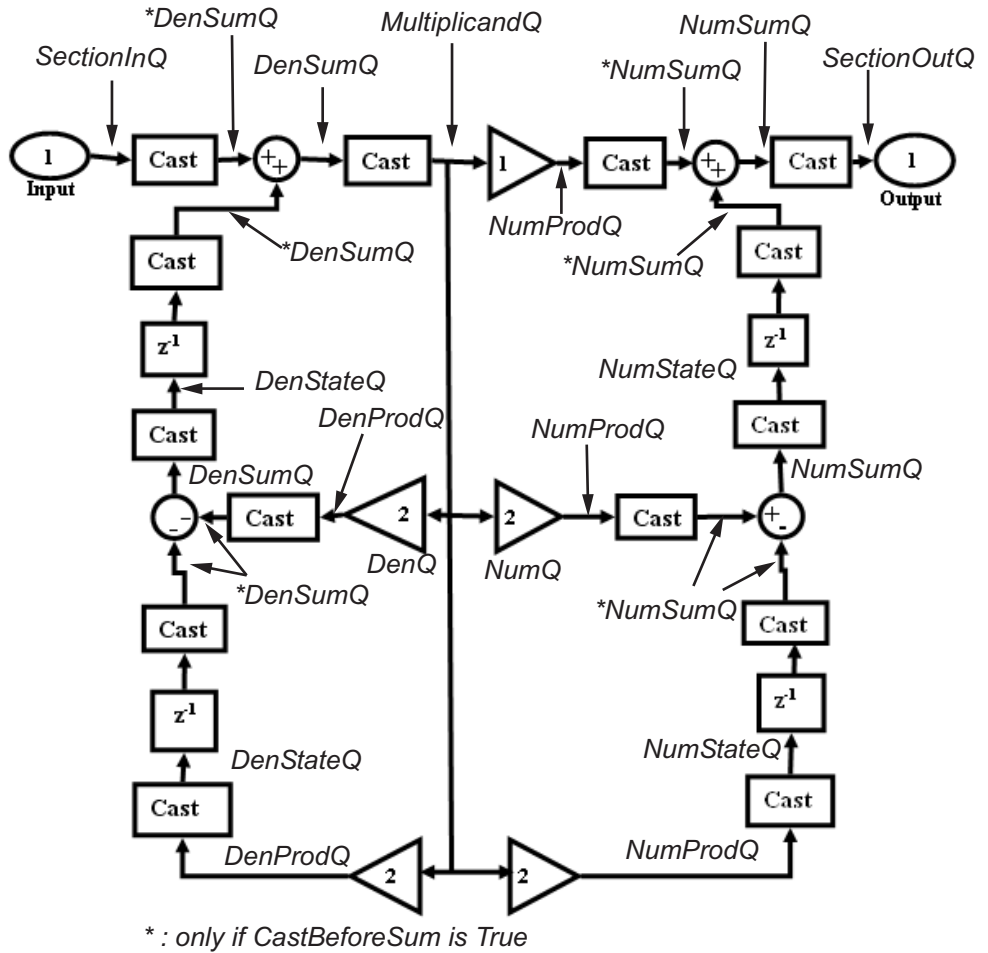 *DenSumQ
MultiplicandQ
NumSumQ
SectionInQ
DenSumQ
*NumSumQ
SectionOutQ
1
Input
Cast
++
Cast
1
Cast
++
Cast
1
Output
NumProdQ
*DenSumQ
*NumSumQ
Cast
Cast
z-1
z-1
DenStateQ
NumStateQ
Cast
Cast
DenProdQ
NumProdQ
DenSumQ
NumSumQ
- -
Cast
2
2
Cast
+ -
DenQ
NumQ
*DenSumQ
*NumSumQ
Cast
Cast
z-1
z-1
DenStateQ
NumStateQ
Cast
Cast
DenProdQ
NumProdQ
2
2
* : only if CastBeforeSum is True